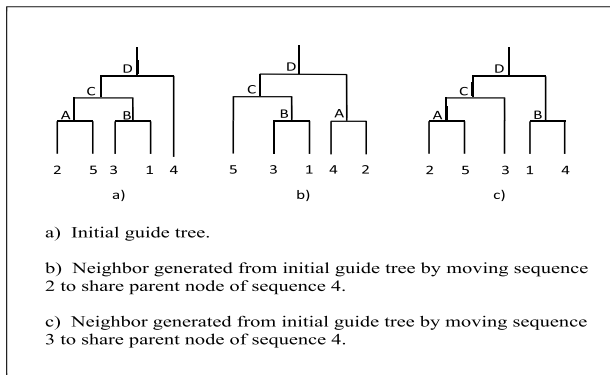 D D D
C C C
A B B A A B
2 5 3 1 4 5 3 1 4 2 2 5 3 1 4
a) b) c)
a) Initial guide tree.
b) Neighbor generated from initial guide tree by moving sequence
2 to share parent node of sequence 4.
c) Neighbor generated from initial guide tree by moving sequence
3 to share parent node of sequence 4.